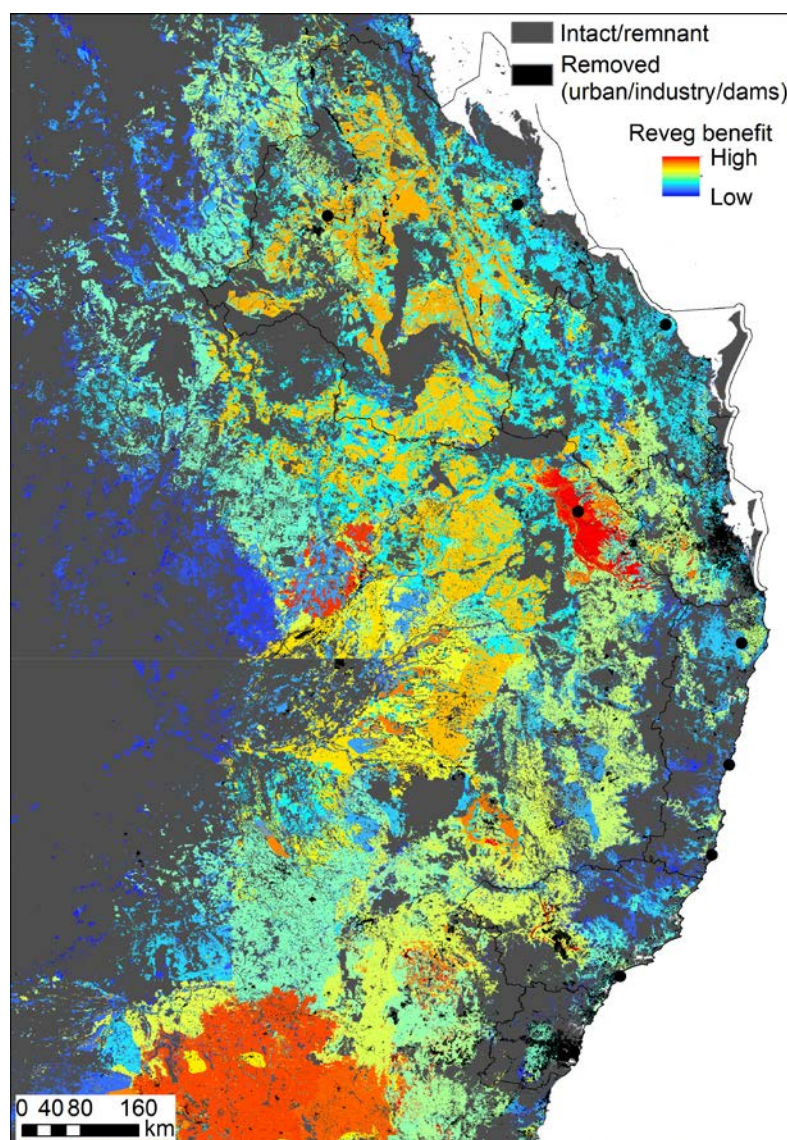 Intact/remnant
Removed
(urban/industry/dams)
Reveg benefit
High
Low
0 40 80 160
km